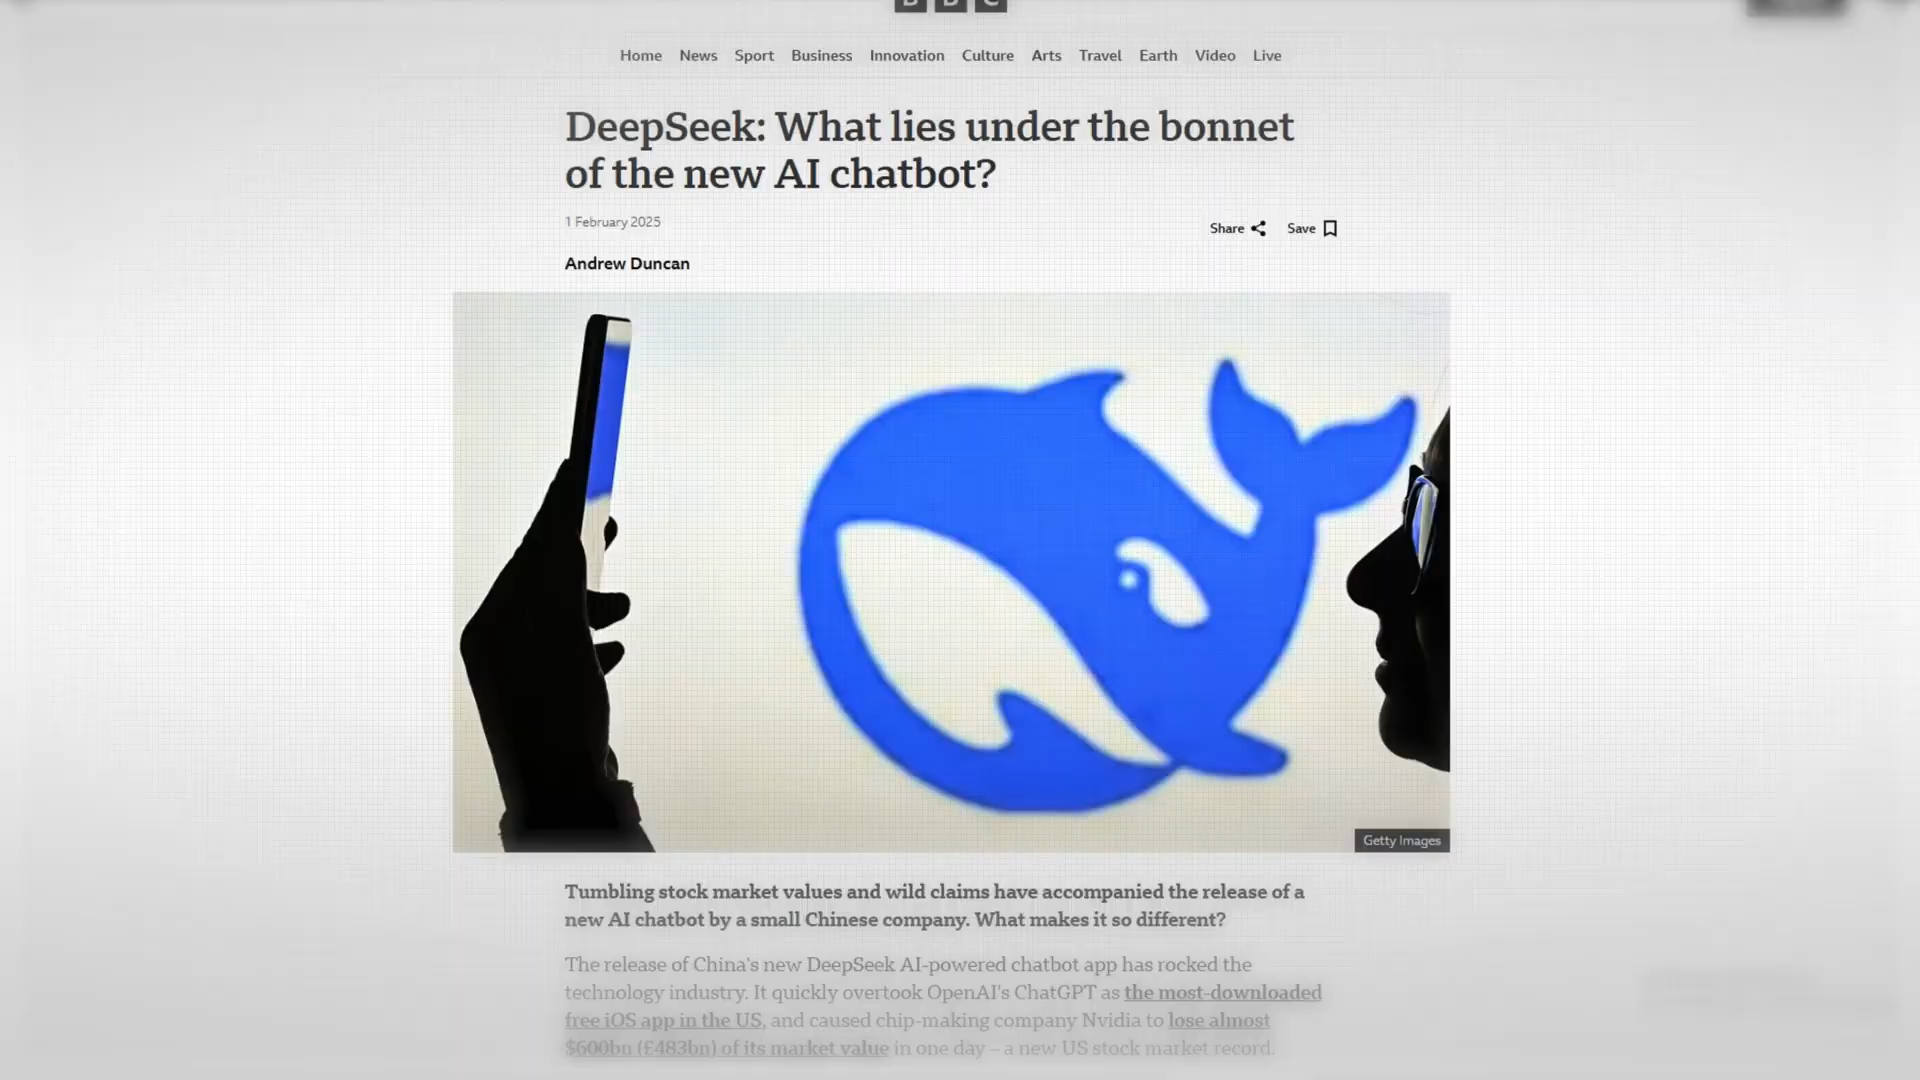 BBC
Home News Sport Business Innovation Culture Arts Travel Earth Video Live
DeepSeek: What lies under the bonnet
of the new AI chatbot?
1 February 2025
Share Save
Andrew Duncan
Getty Images
Tumbling stock market values and wild claims have accompanied the release of a
new AI chatbot by a small Chinese company. What makes it so different?
The release of China's new DeepSeek AI-powered chatbot app has rocked the
technology industry. It quickly overtook OpenAI's ChatGPT as the most-downloaded
free iOS app in the US, and caused chip-making company Nvidia to lose almost
$600bn (£483bn) of its market value in one day – a new US stock market record.